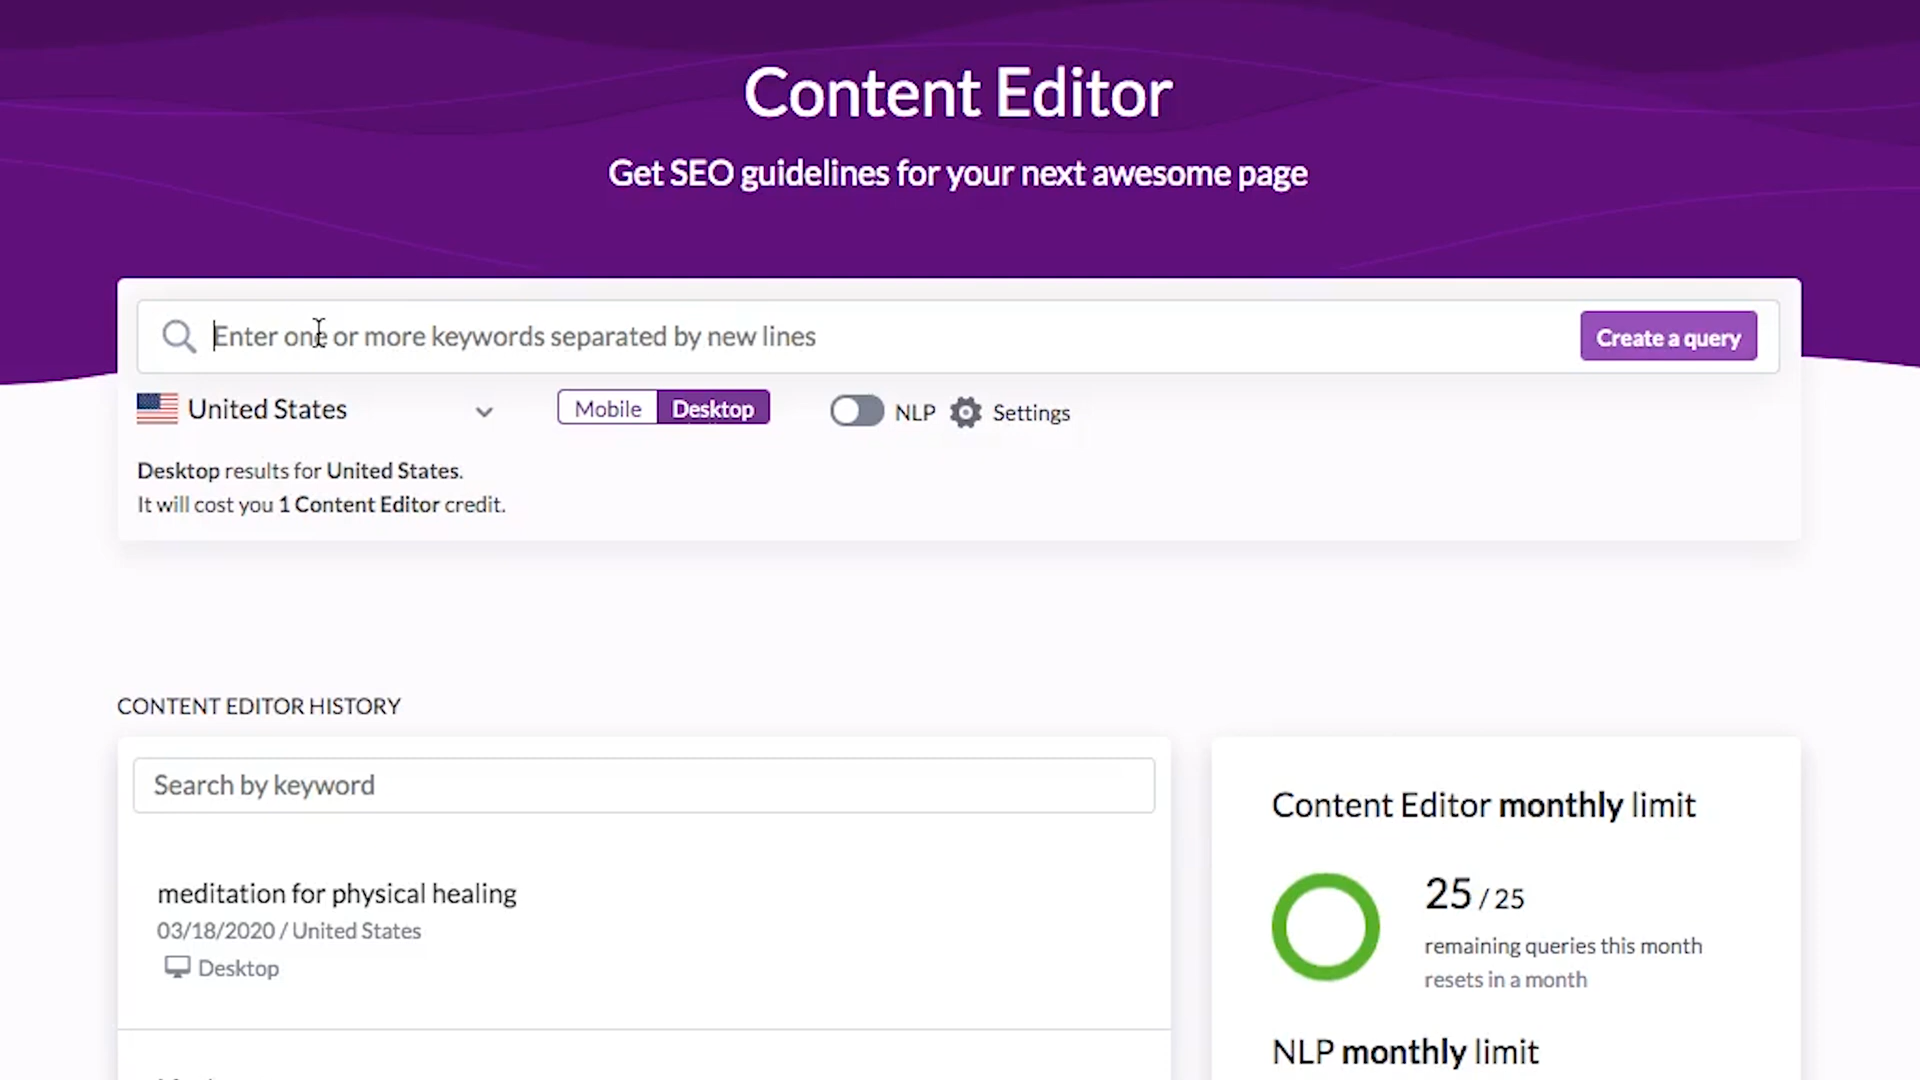 Content Editor
Get SEO guidelines for your next awesome page
Enter one or more keywords separated by new lines
Create a query
United States
Mobile
Desktop
NLP
Settings
Desktop results for United States.
It will cost you 1 Content Editor credit.
CONTENT EDITOR HISTORY
Search by keyword
meditation for physical healing
03/18/2020 / United States
Desktop
Content Editor monthly limit
25 / 25
remaining queries this month
resets in a month
NLP monthly limit